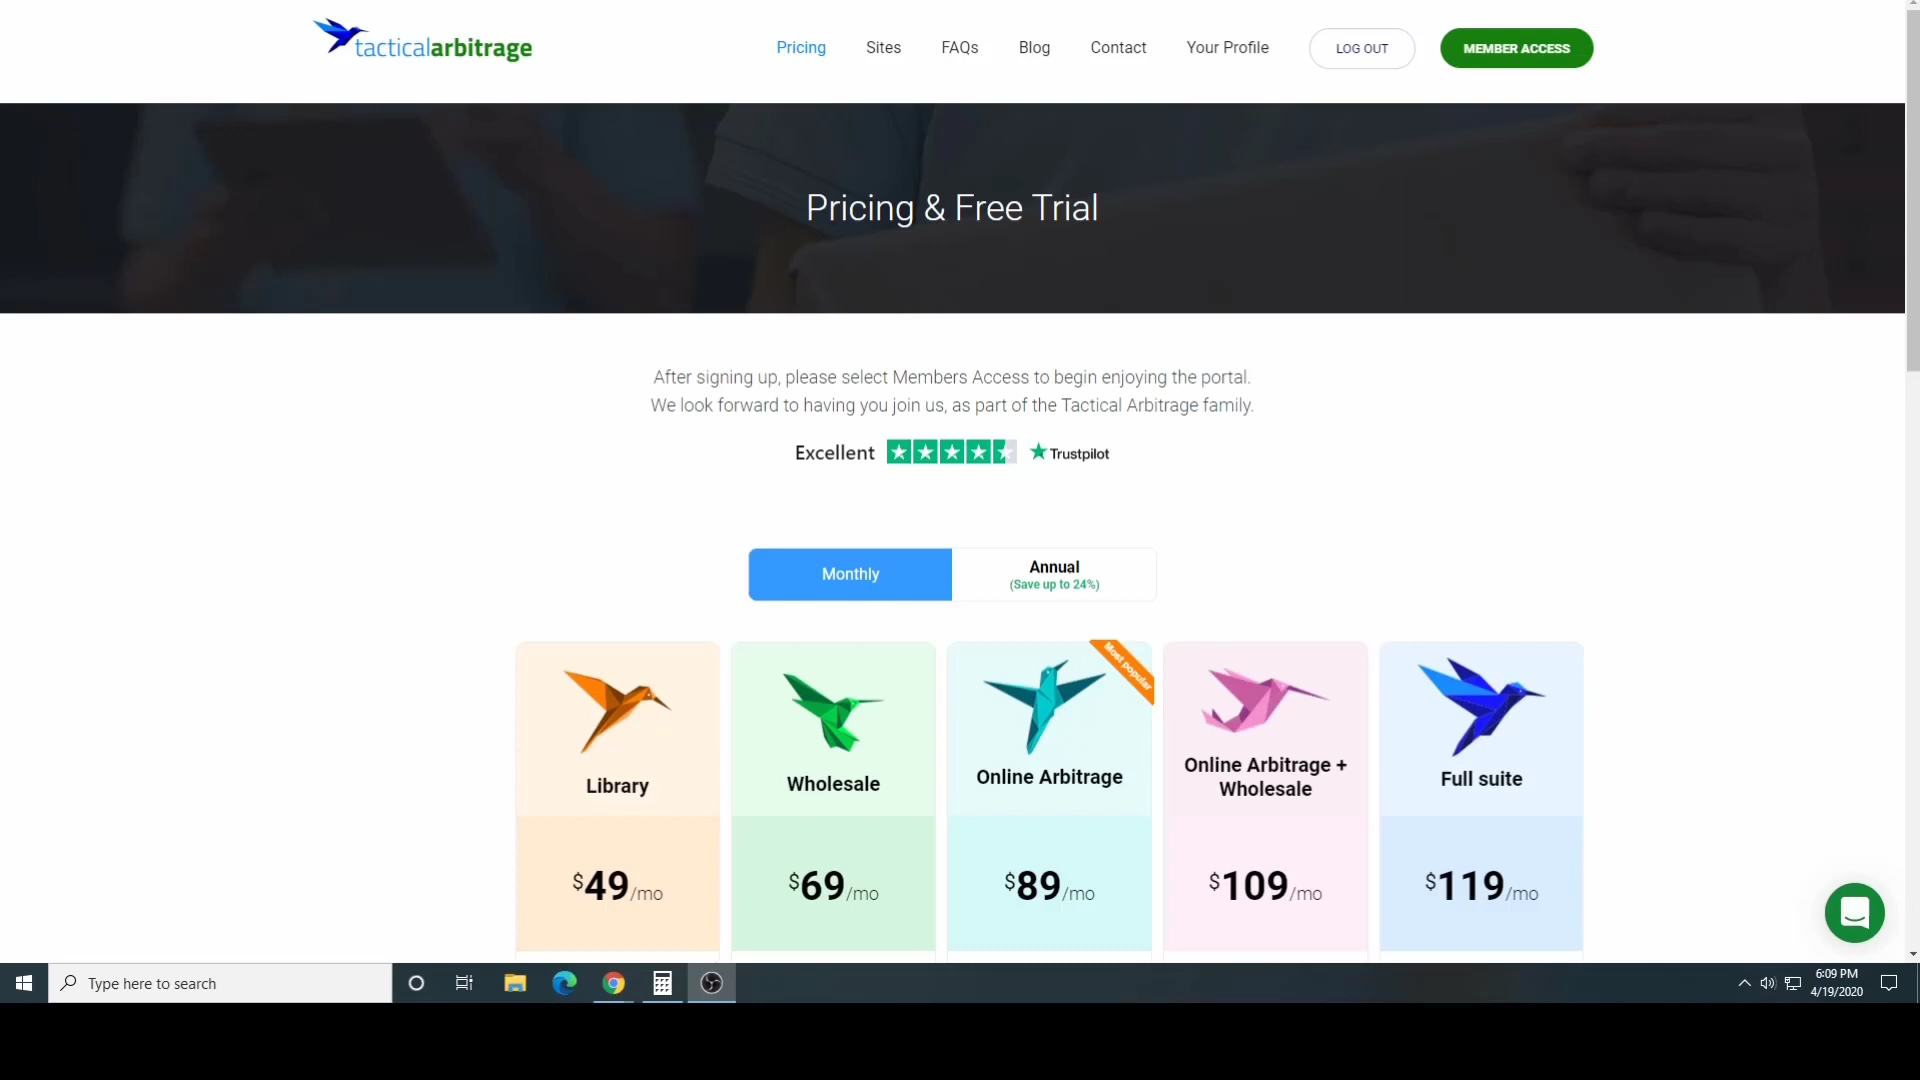 tacticalarbitrage
Pricing
Sites
FAQs
Blog
Contact
Your Profile
LOG OUT
MEMBER ACCESS
Pricing & Free Trial
After signing up, please select Members Access to begin enjoying the portal.
We look forward to having you join us, as part of the Tactical Arbitrage family.
Excellent
Trustpilot
Monthly
Annual
(Save up to 24%)
Library
$49/mo
Wholesale
$69/mo
Most popular
Online Arbitrage
$89/mo
Online Arbitrage +
Wholesale
$109/mo
Full suite
$119/mo
Type here to search
6:09 PM
4/19/2020